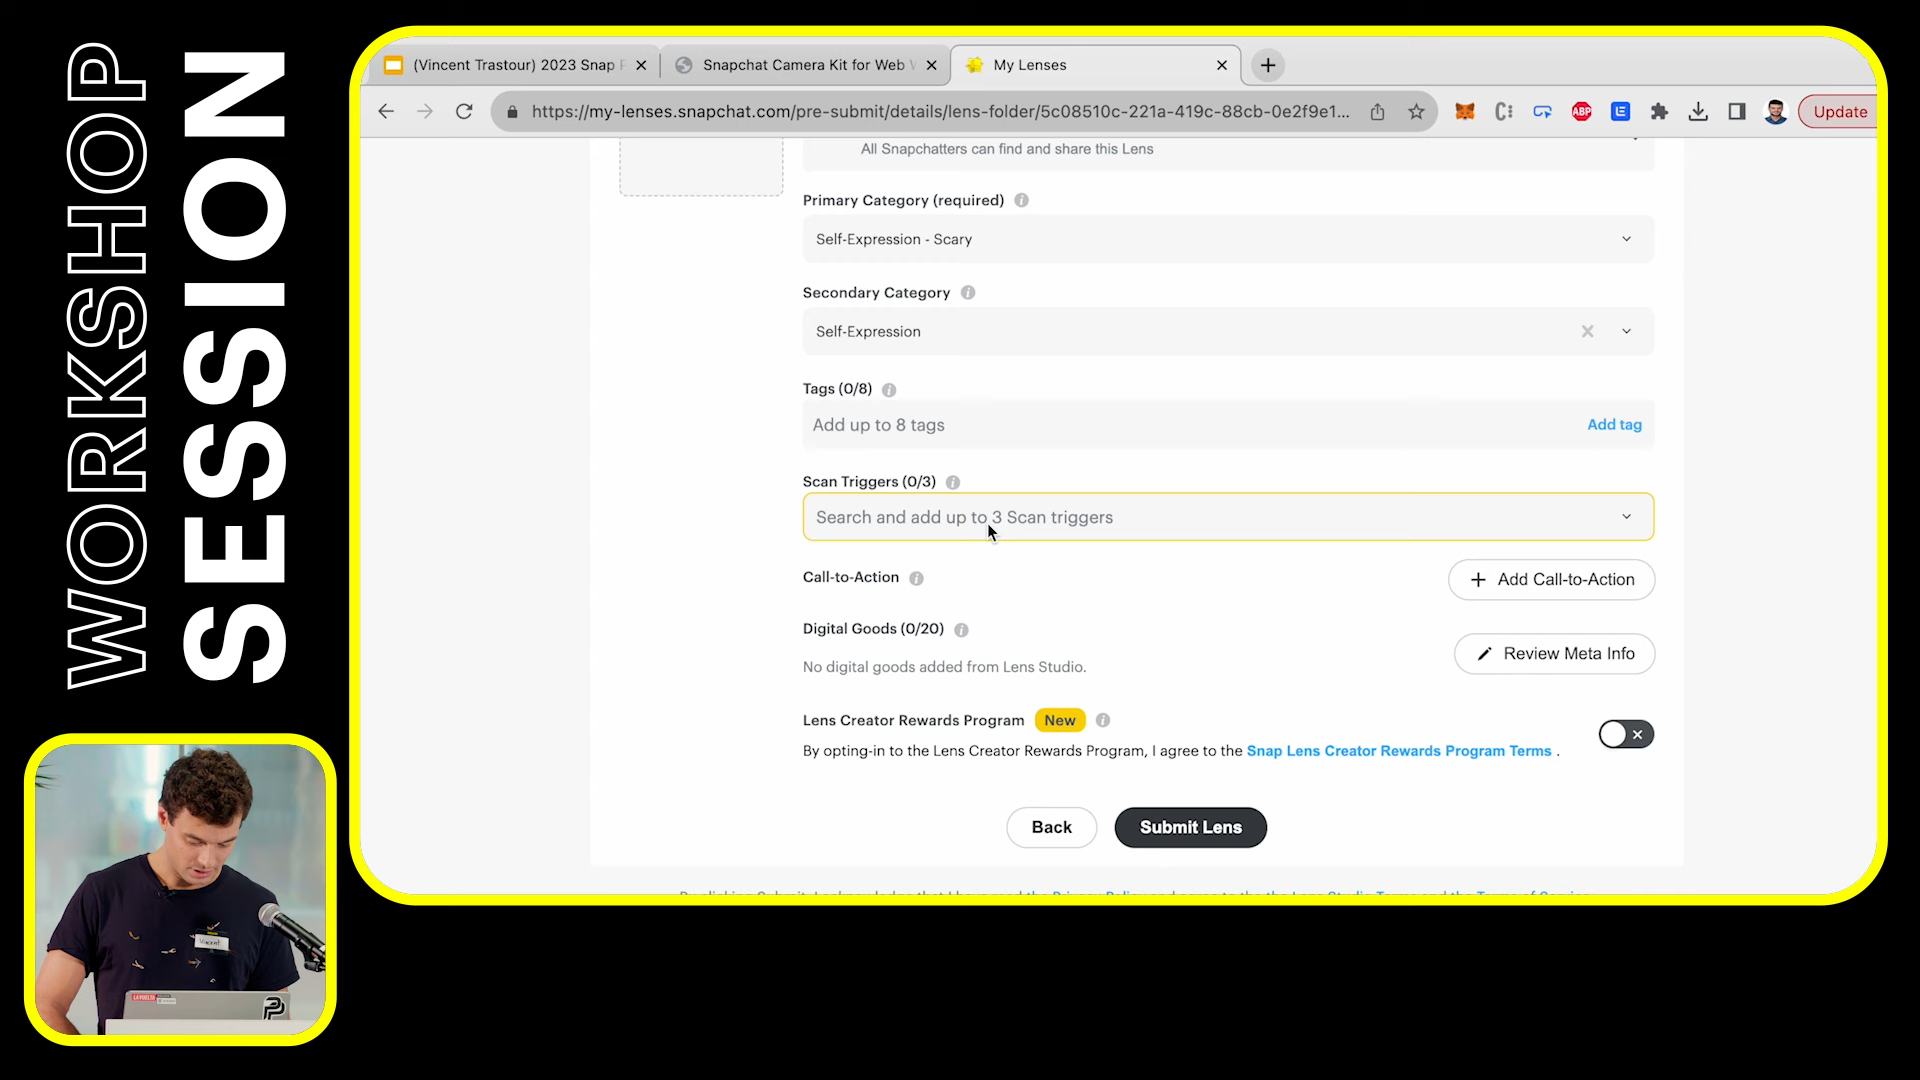 WORKSHOP
SESSION
(Vincent Trastour) 2023 Snap
Snapchat Camera Kit for Web
My Lenses
https://my-lenses.snapchat.com/pre-submit/details/lens-folder/5c08510c-221a-419c-88cb-0e2f9e1...
ABP
Update
All Snapchatters can find and share this Lens
Primary Category (required)
Self-Expression - Scary
Secondary Category
Self-Expression
Tags (0/8)
Add up to 8 tags
Add tag
Scan Triggers (0/3)
Search and add up to 3 Scan triggers
Call-to-Action
Add Call-to-Action
Digital Goods (0/20)
No digital goods added from Lens Studio.
Review Meta Info
Lens Creator Rewards Program New
By opting-in to the Lens Creator Rewards Program, I agree to the Snap Lens Creator Rewards Program Terms .
Back
Submit Lens
Vincent
LA VUELTA